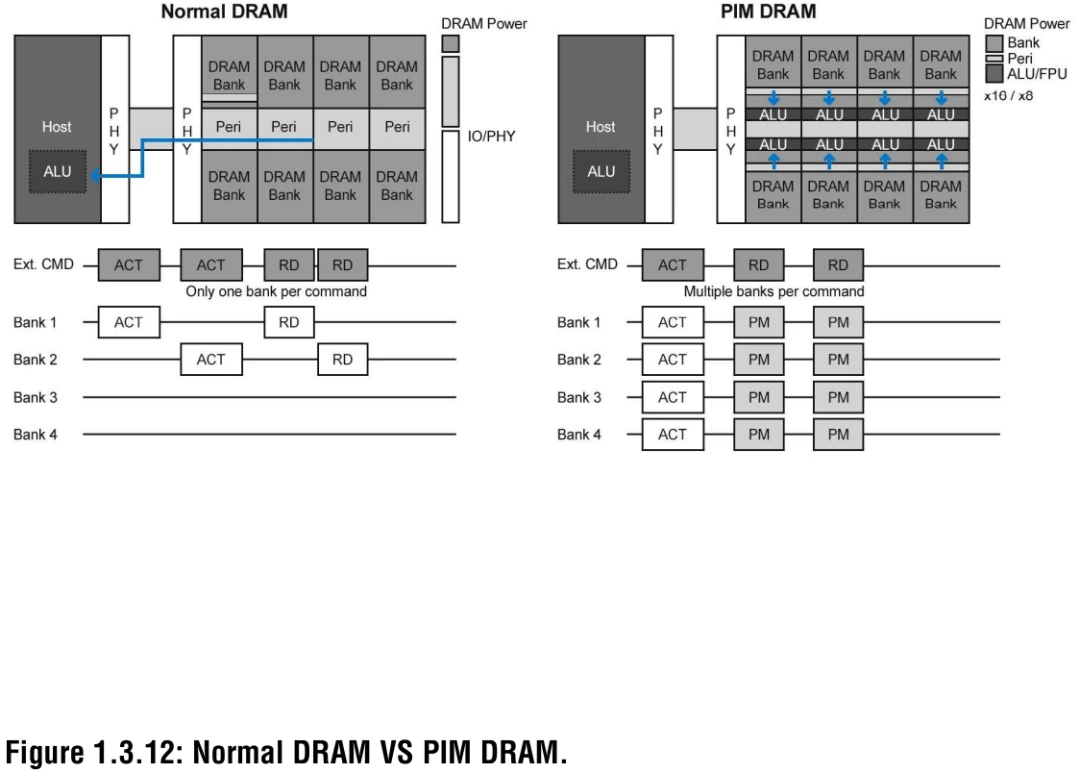 Normal DRAM
DRAM Power
IO/PHY
Host
ALU
P
H
Y
P
H
Y
DRAM Bank
DRAM Bank
DRAM Bank
DRAM Bank
Peri
Peri
Peri
Peri
DRAM Bank
DRAM Bank
DRAM Bank
DRAM Bank
Ext. CMD ACT ACT RD RD
Only one bank per command
Bank 1 ACT RD
Bank 2 ACT RD
Bank 3
Bank 4
PIM DRAM
DRAM Power
Bank
Peri
ALU/FPU
x16 / x8
Host
ALU
P
H
Y
P
H
Y
DRAM Bank
DRAM Bank
DRAM Bank
DRAM Bank
ALU ALU ALU ALU
ALU ALU ALU ALU
DRAM Bank
DRAM Bank
DRAM Bank
DRAM Bank
Ext. CMD ACT RD RD
Multiple banks per command
Bank 1 ACT PM PM
Bank 2 ACT PM PM
Bank 3 ACT PM PM
Bank 4 ACT PM PM
Figure 1.3.12: Normal DRAM VS PIM DRAM.